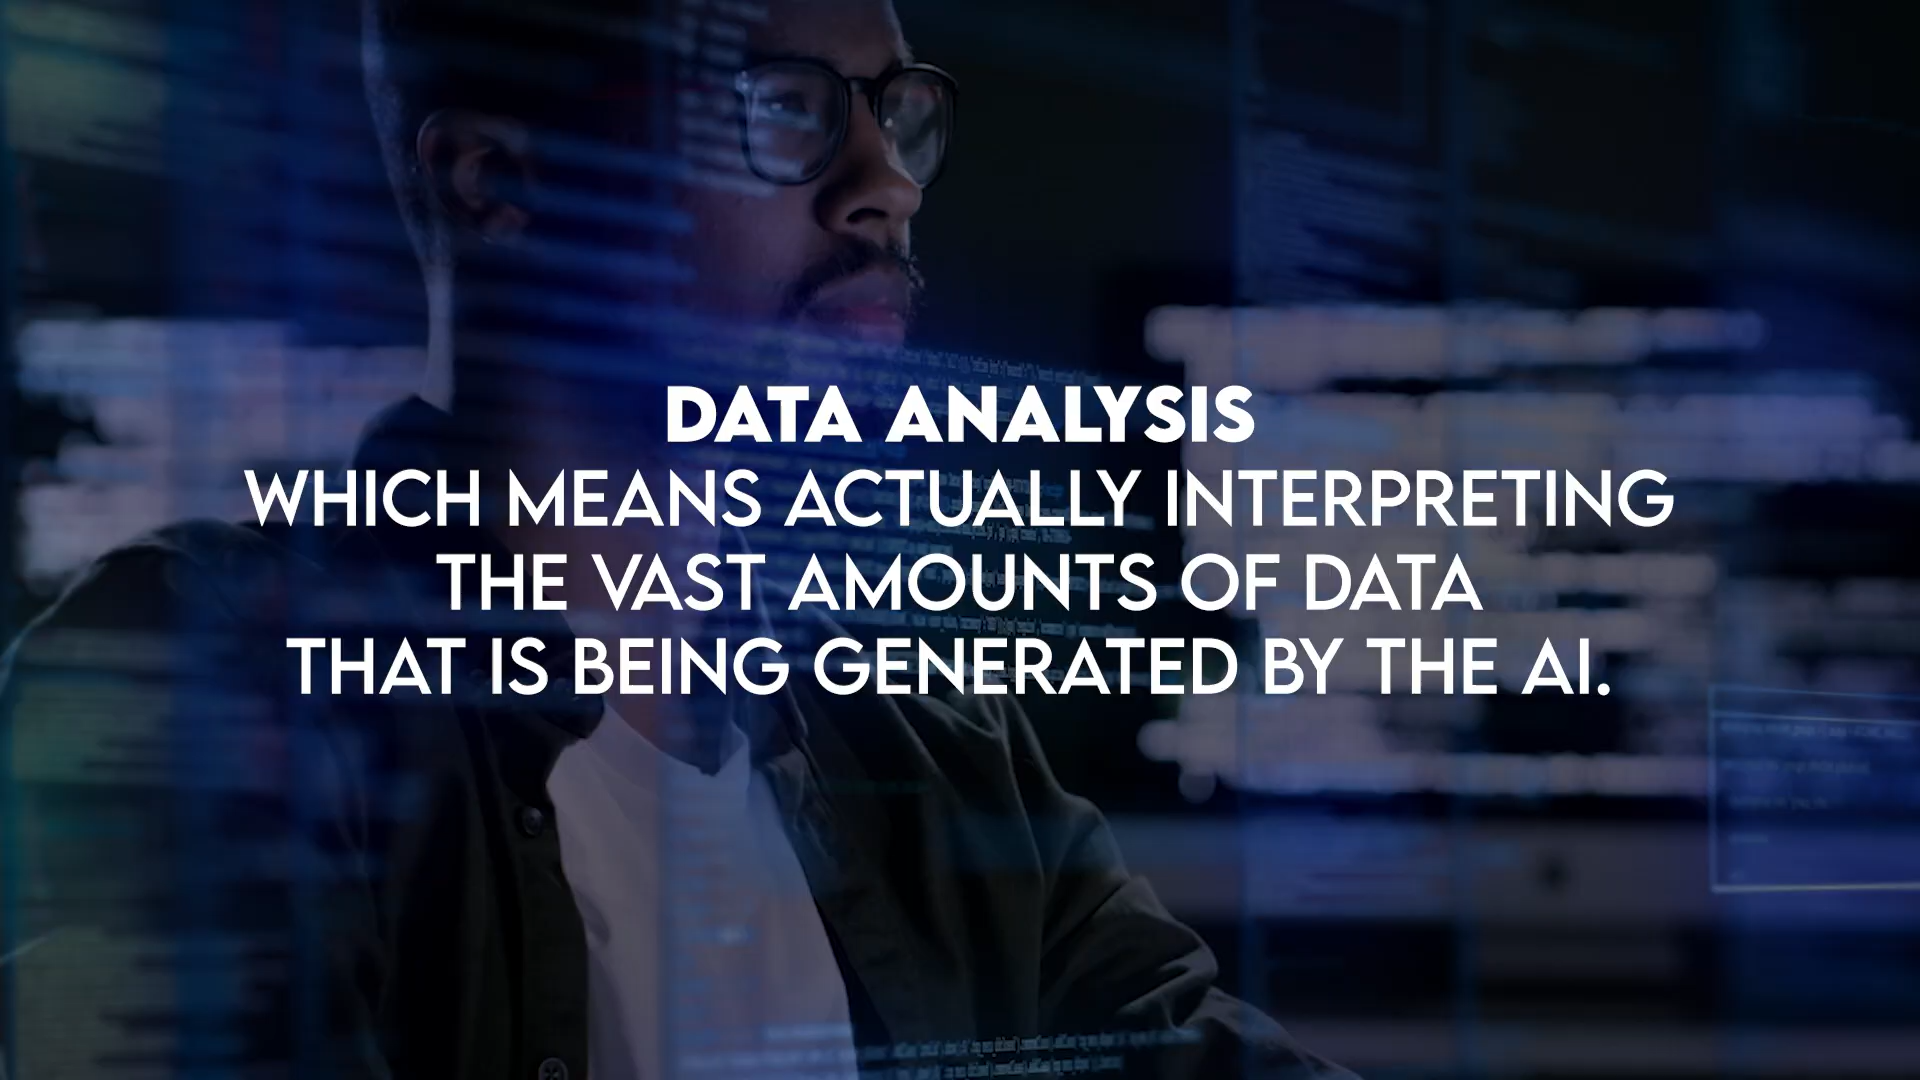 DATA ANALYSIS
WHICH MEANS ACTUALLY INTERPRETING
THE VAST AMOUNTS OF DATA
THAT IS BEING GENERATED BY THE AI.